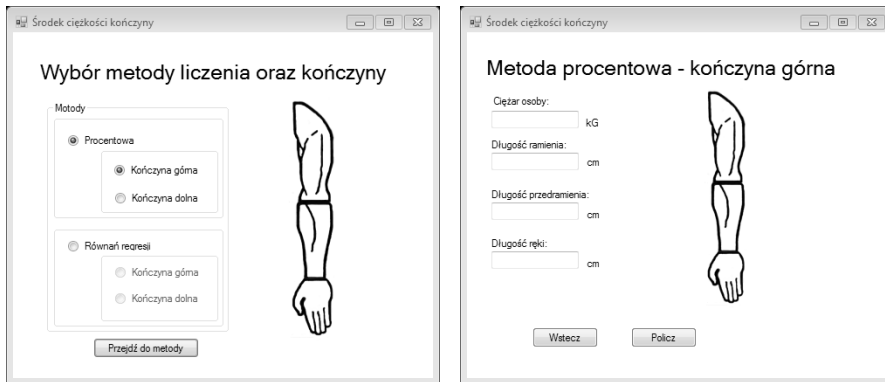 Środek ciężkości kończyny
Wybór metody liczenia oraz kończyny
Motody
Procentowa
Kończyna górna
Kończyna dolna
Równań regresji
Kończyna górna
Kończyna dolna
Przejdź do metody
Środek ciężkości kończyny
Metoda procentowa - kończyna górna
Ciężar osoby:
kG
Długość ramienia:
cm
Długość przedramienia:
cm
Długość ręki:
cm
Wstecz
Policz